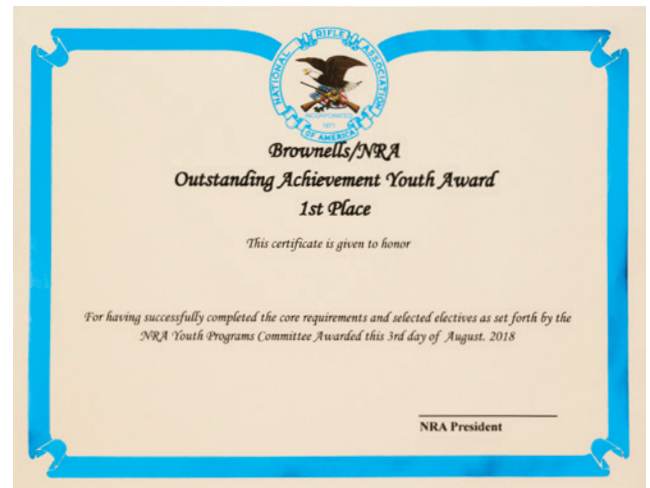 NATIONAL RIFLE ASSOCIATION
INCORPORATED
1871
OF AMERICA
Brownells/NRA
Outstanding Achievement Youth Award
1st Place
This certificate is given to honor
For having successfully completed the core requirements and selected electives as set forth by the
NRA Youth Programs Committee Awarded this 3rd day of August. 2018
NRA President